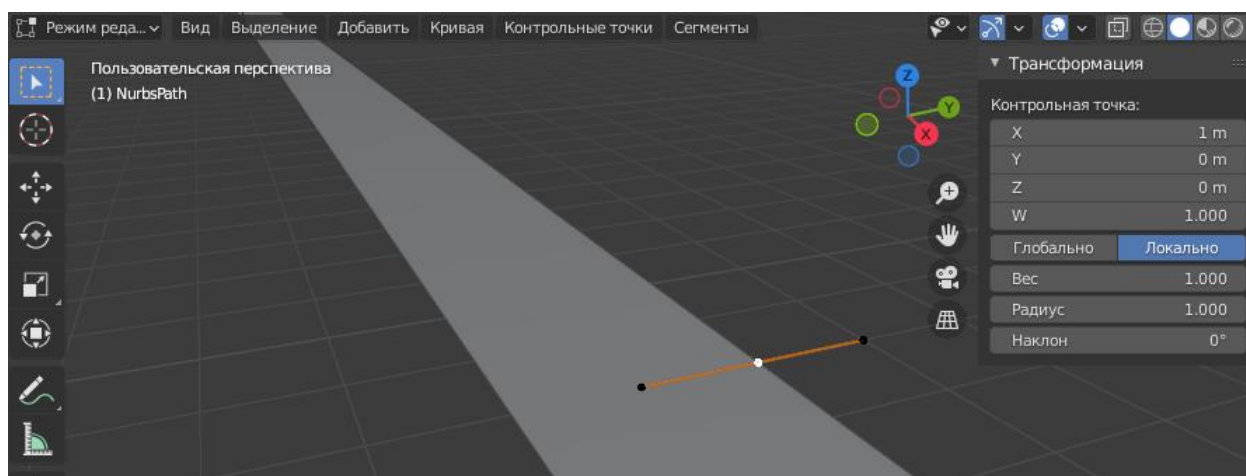 Режим реда... Вид Выделение Добавить Кривая Контрольные точки Сегменты
Пользовательская перспектива
(1) NurbsPath
Z
Y
X
Трансформация
Контрольная точка:
X 1 m
Y 0 m
Z 0 m
W 1.000
Глобально Локально
Вес 1.000
Радиус 1.000
Наклон 0°